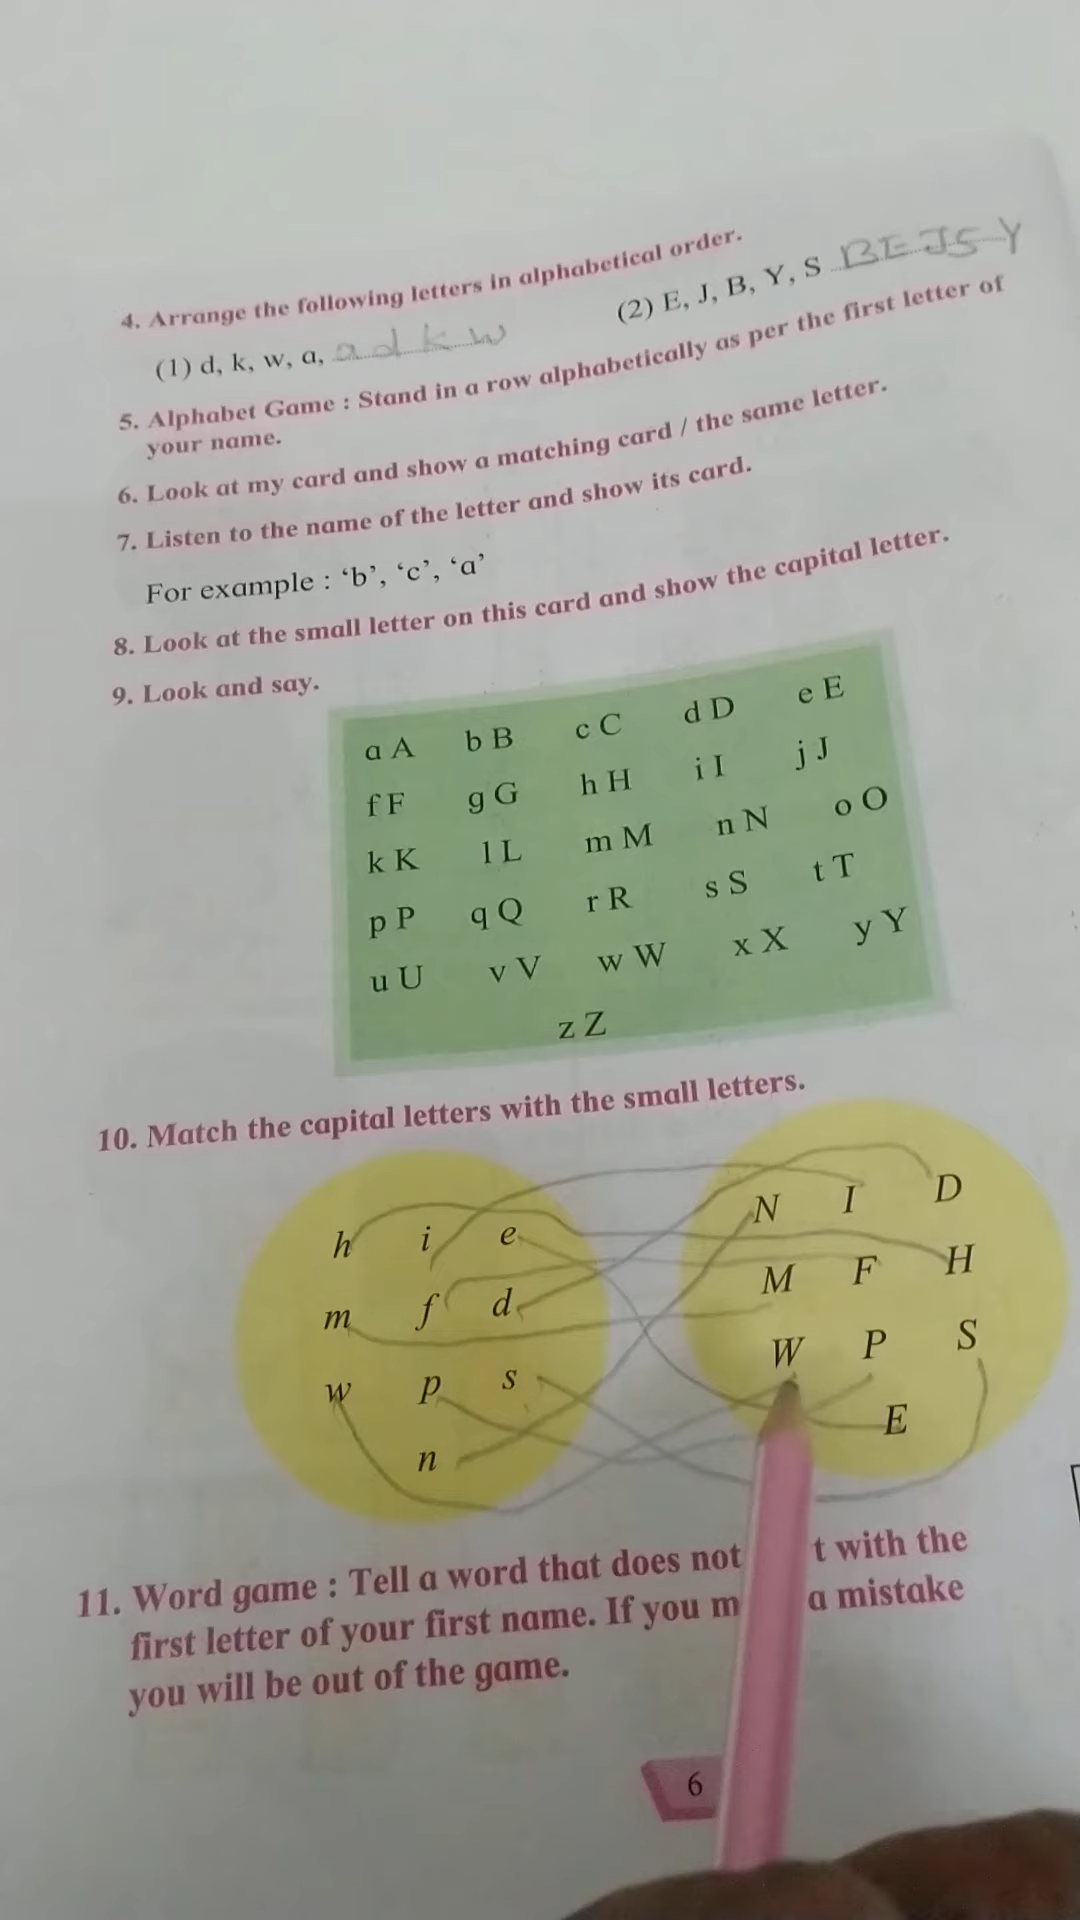 4. Arrange the following letters in alphabetical order.
(1) d, k, w, a, a d k w (2) E, J, B, Y, S B E J S Y
5. Alphabet Game : Stand in a row alphabetically as per the first letter of
your name.
6. Look at my card and show a matching card / the same letter.
7. Listen to the name of the letter and show its card.
For example : ‘b’, ‘c’, ‘a’
8. Look at the small letter on this card and show the capital letter.
9. Look and say.
a A b B c C d D e E
f F g G h H i I j J
k K l L m M n N o O
p P q Q r R s S t T
u U v V w W x X y Y
z Z
10. Match the capital letters with the small letters.
h i e N I D
m f d M F H
w p s W P S
n E
11. Word game : Tell a word that does not t with the
first letter of your first name. If you m a mistake
you will be out of the game.
6